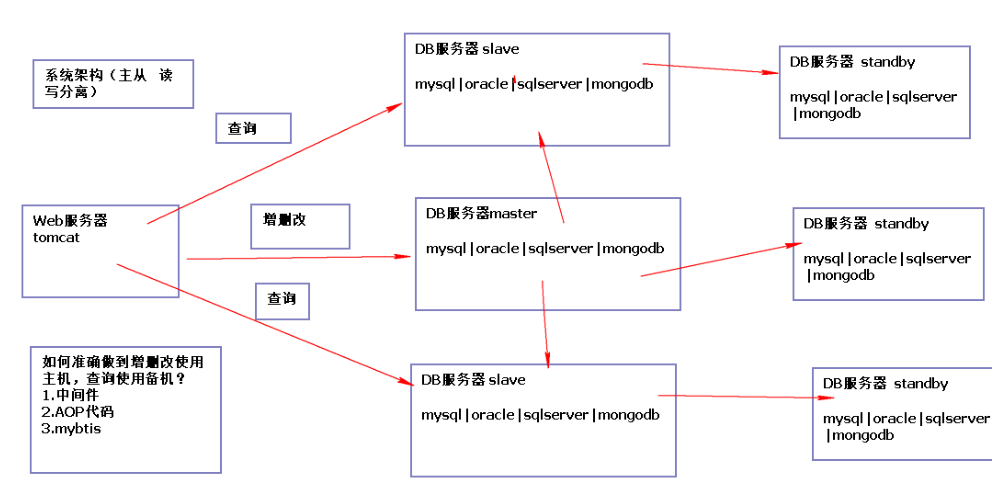 系统架构（主从 读
写分离）
查询
DB服务器 slave
mysql|oracle|sqlserver|mongodb
DB服务器 standby
mysql|oracle|sqlserver
|mongodb
Web服务器
tomcat
增删改
DB服务器master
mysql|oracle|sqlserver|mongodb
DB服务器 standby
mysql|oracle|sqlserver
|mongodb
查询
如何准确做到增删改使用
主机，查询使用备机？
1.中间件
2.AOP代码
3.mybtis
DB服务器 slave
mysql|oracle|sqlserver|mongodb
DB服务器 standby
mysql|oracle|sqlserver
|mongodb